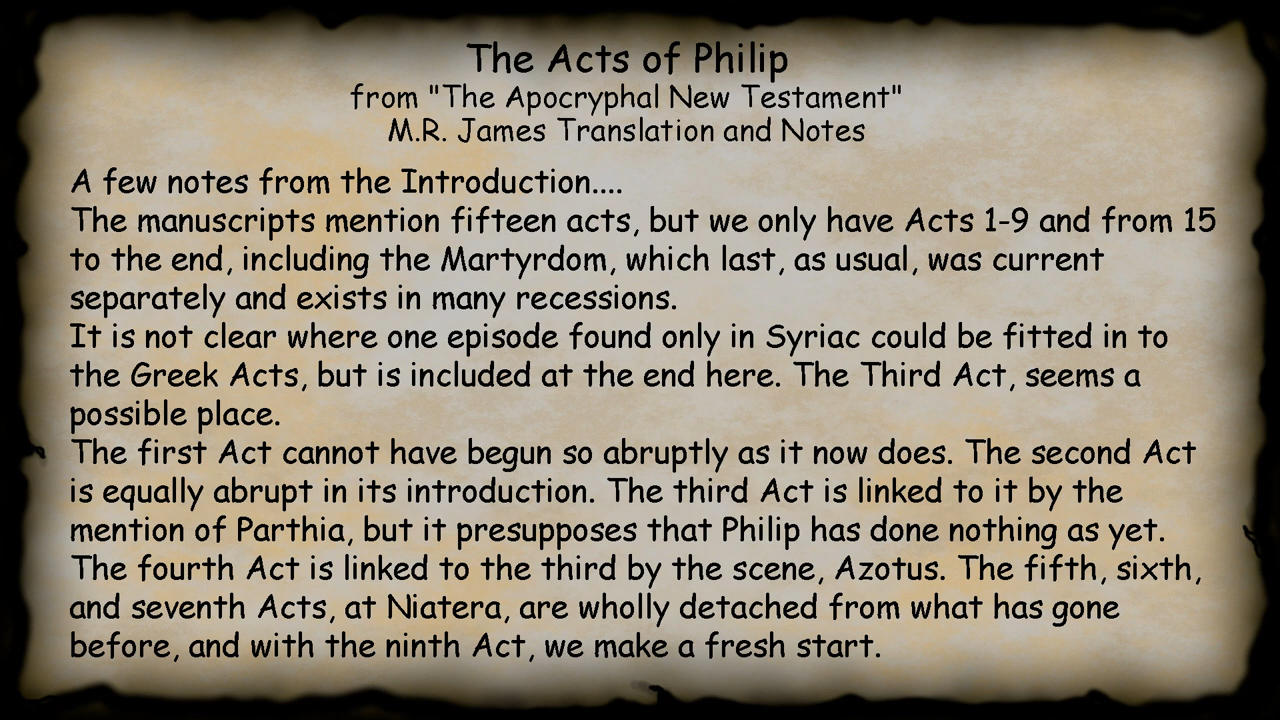 The Acts of Philip
from "The Apocryphal New Testament"
M.R. James Translation and Notes
A few notes from the Introduction....
The manuscripts mention fifteen acts, but we only have Acts 1-9 and from 15
to the end, including the Martyrdom, which last, as usual, was current
separately and exists in many recessions.
It is not clear where one episode found only in Syriac could be fitted in to
the Greek Acts, but is included at the end here. The Third Act, seems a
possible place.
The first Act cannot have begun so abruptly as it now does. The second Act
is equally abrupt in its introduction. The third Act is linked to it by the
mention of Parthia, but it presupposes that Philip has done nothing as yet.
The fourth Act is linked to the third by the scene, Azotus. The fifth, sixth,
and seventh Acts, at Niatera, are wholly detached from what has gone
before, and with the ninth Act, we make a fresh start.